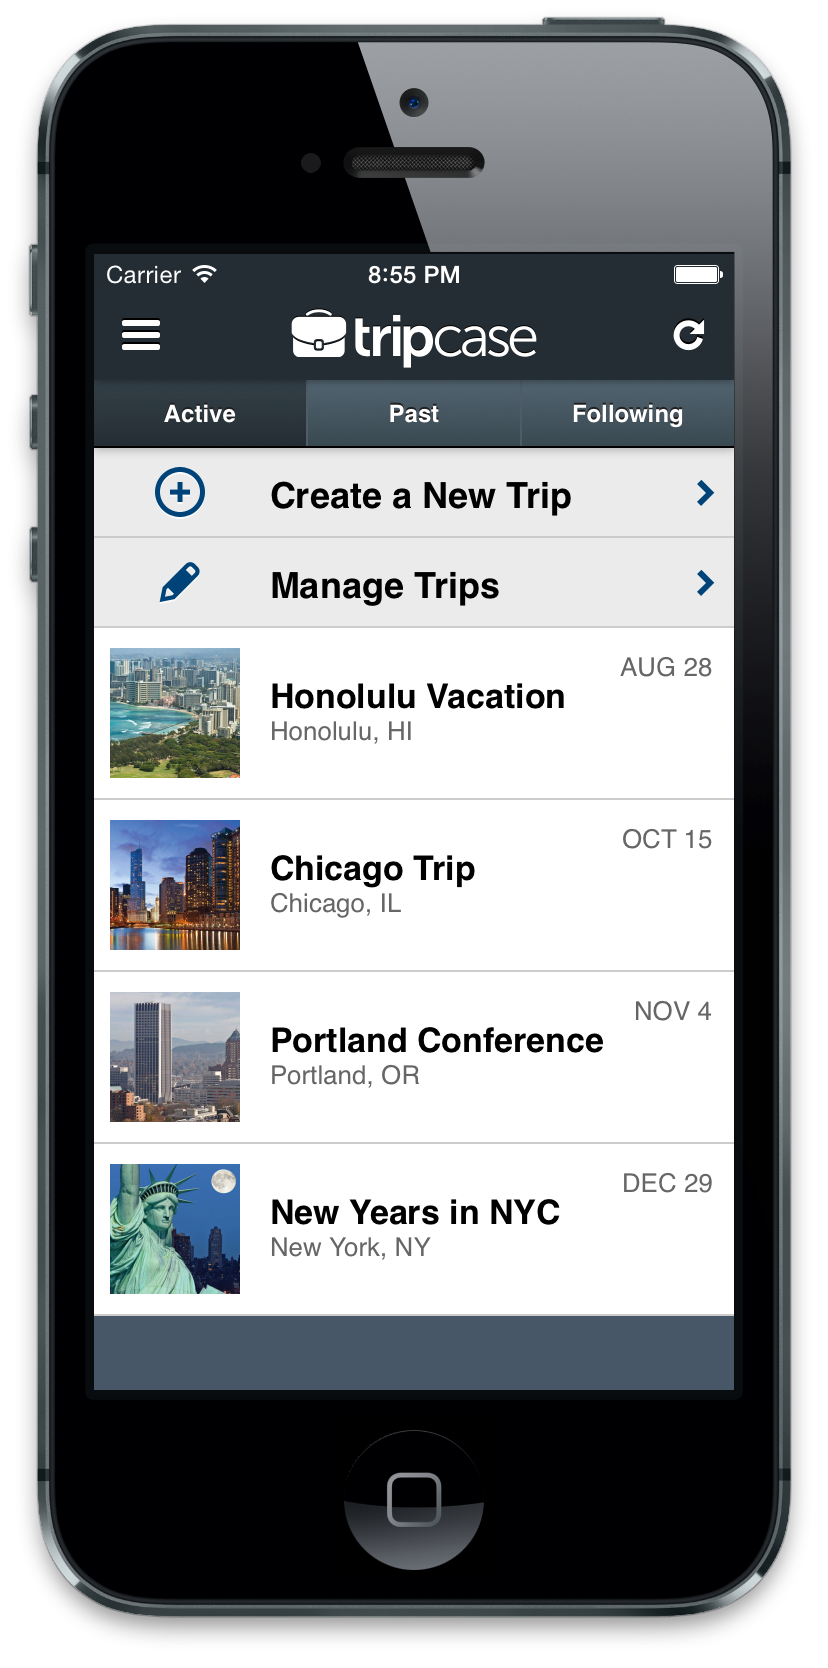 Carrier 8:55 PM
tripcase
Active Past Following
Create a New Trip
Manage Trips
AUG 28
Honolulu Vacation
Honolulu, HI
OCT 15
Chicago Trip
Chicago, IL
NOV 4
Portland Conference
Portland, OR
DEC 29
New Years in NYC
New York, NY